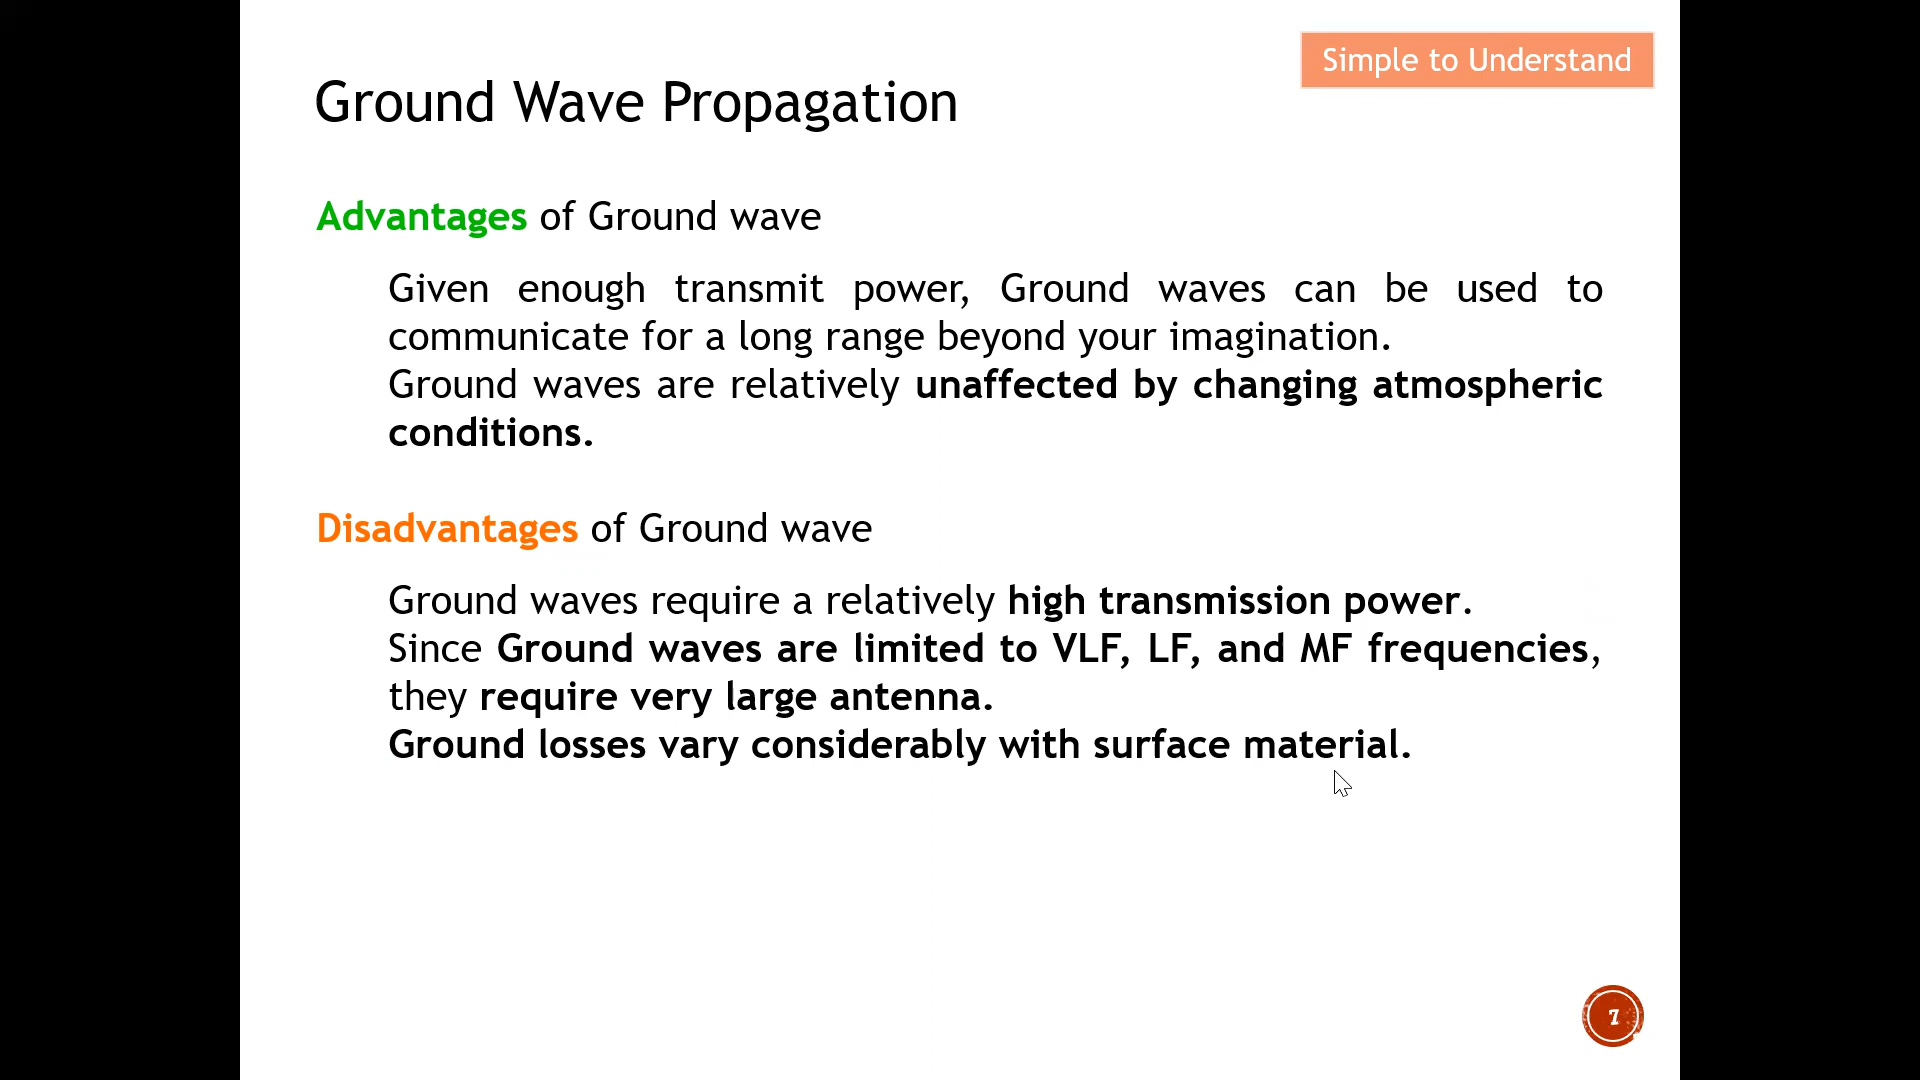 Simple to Understand
Ground Wave Propagation
Advantages of Ground wave
Given enough transmit power, Ground waves can be used to
communicate for a long range beyond your imagination.
Ground waves are relatively unaffected by changing atmospheric
conditions.
Disadvantages of Ground wave
Ground waves require a relatively high transmission power.
Since Ground waves are limited to VLF, LF, and MF frequencies,
they require very large antenna.
Ground losses vary considerably with surface material.
7